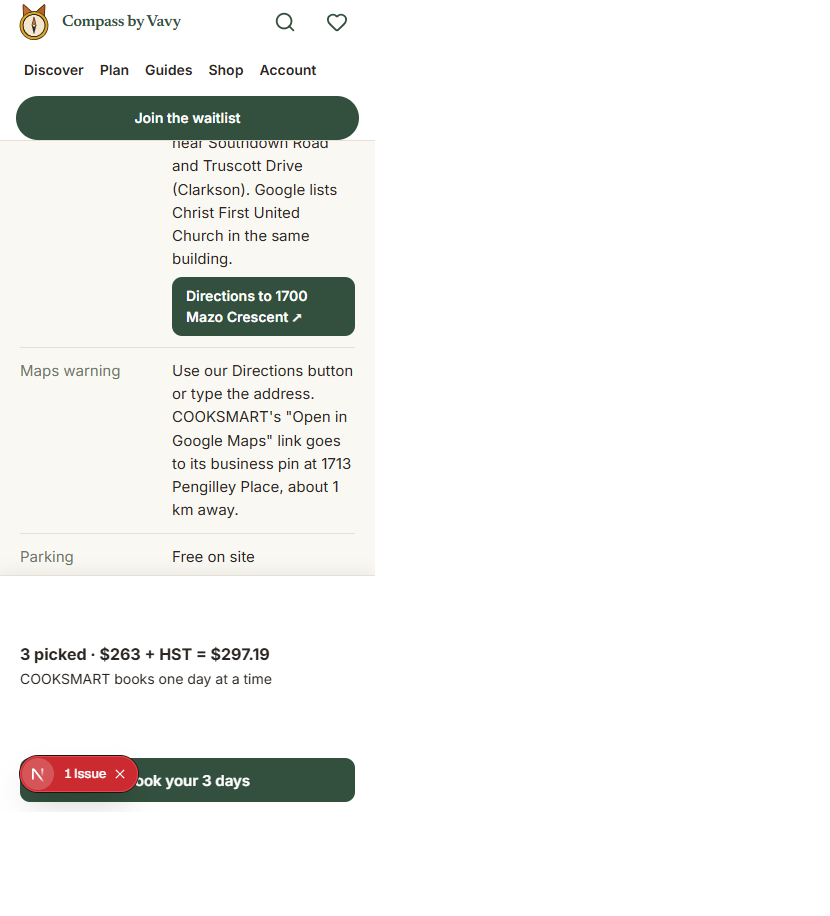 Compass by Vavy
Discover Plan Guides Shop Account
Join the waitlist
near Southdown Road
and Truscott Drive
(Clarkson). Google lists
Christ First United
Church in the same
building.
Directions to 1700
Mazo Crescent ↗
Maps warning
Use our Directions button
or type the address.
COOKSMART's "Open in
Google Maps" link goes
to its business pin at 1713
Pengilley Place, about 1
km away.
Parking
Free on site
3 picked · $263 + HST = $297.19
COOKSMART books one day at a time
N 1 Issue ×
ook your 3 days